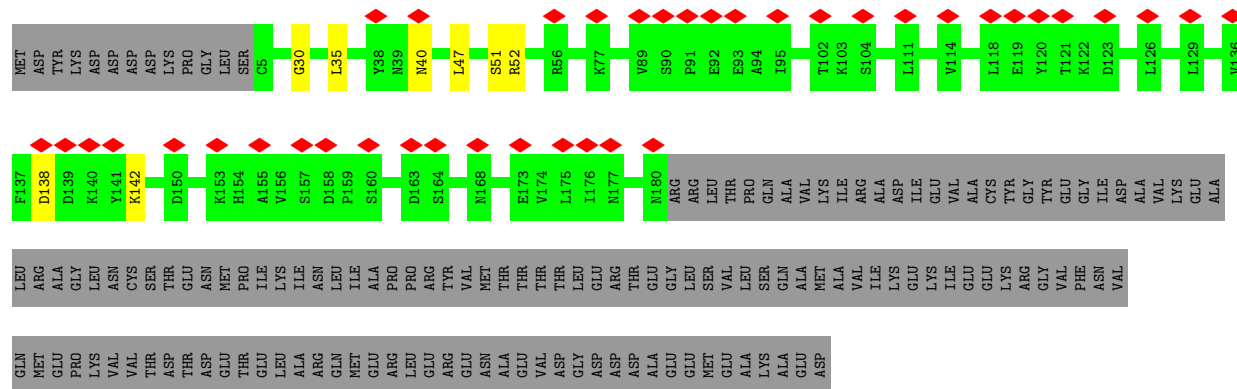 MET ASP TYR LYS ASP ASP ASP ASP LYS PRO GLY LEU SER C5 G30 L35 Y38 N39 N40 L47 S51 R52 R56 K77 V89 S90 P91 E92 E93 A94 I95 T102 K103 S104 L111 V114 L118 E119 Y120 T121 K122 D123 L126 L129 V136
F137 D138 D139 K140 Y141 K142 D150 K153 H154 A155 V156 S157 D158 P159 S160 D163 S164 N168 E173 V174 L175 I176 N177 N180 ARG ARG LEU THR PRO GLN ALA VAL LYS ILE ARG ALA ASP ILE GLU VAL ALA CYS TYR GLY TYR GLU GLY ILE ASP ALA VAL LYS GLU ALA
LEU ARG ALA GLY LEU ASN CYS SER THR GLU ASN MET PRO ILE LYS ILE ASN LEU ILE ALA PRO PRO ARG TYR VAL MET THR THR THR THR LEU GLU ARG THR GLU GLY LEU SER VAL LEU SER GLN ALA MET ALA VAL ILE LYS GLU LYS ILE GLU GLU LYS ARG GLY VAL PHE ASN VAL
GLN MET GLU PRO LYS VAL VAL THR ASP THR ASP GLU THR GLU LEU ALA ARG GLN MET GLU ARG LEU GLU ARG GLU ASN ALA GLU VAL ASP GLY ASP ASP ASP ALA GLU GLU MET GLU ALA LYS ALA GLU ASP